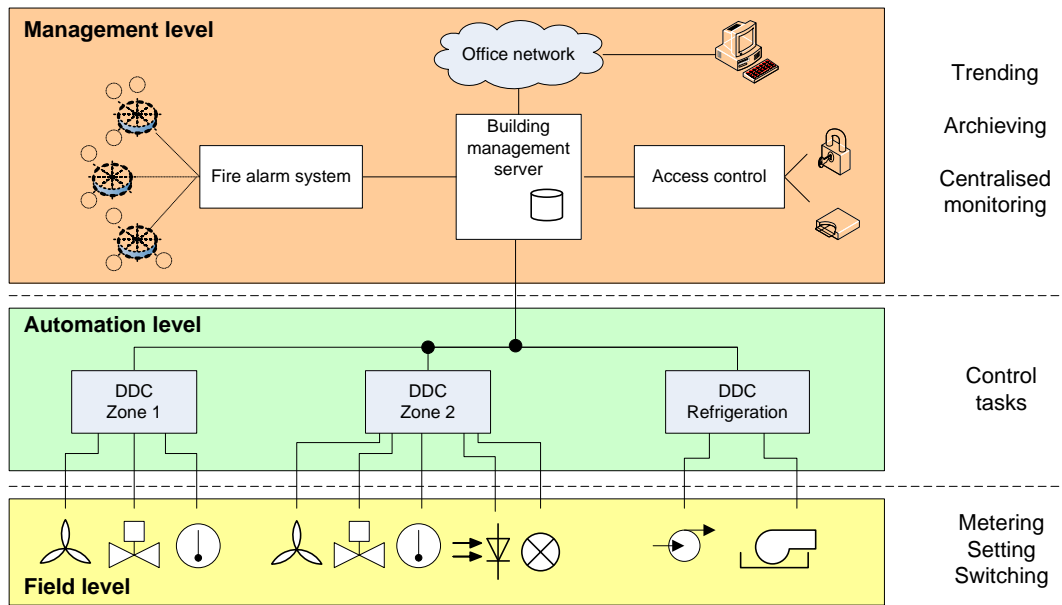 Management level
Office network
Building
management
server
Fire alarm system
Access control
Trending
Archieving
Centralised
monitoring
Automation level
DDC
Zone 1
DDC
Zone 2
DDC
Refrigeration
Control
tasks
Field level
Metering
Setting
Switching